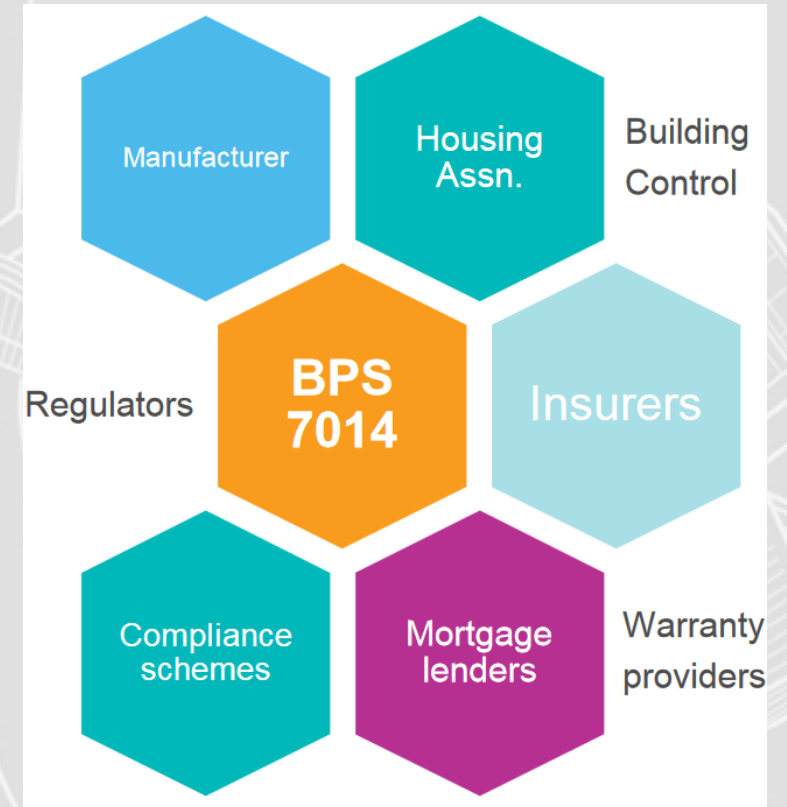 Manufacturer
Housing
Assn.
Building
Control
Regulators
BPS
7014
Insurers
Compliance
schemes
Mortgage
lenders
Warranty
providers